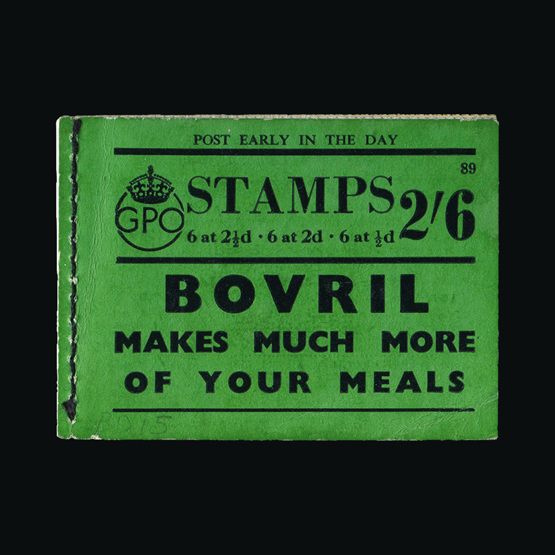 POST EARLY IN THE DAY
89
GPO
STAMPS 2/6
6 at 2½d · 6 at 2d · 6 at ½d
BOVRIL
MAKES MUCH MORE
OF YOUR MEALS